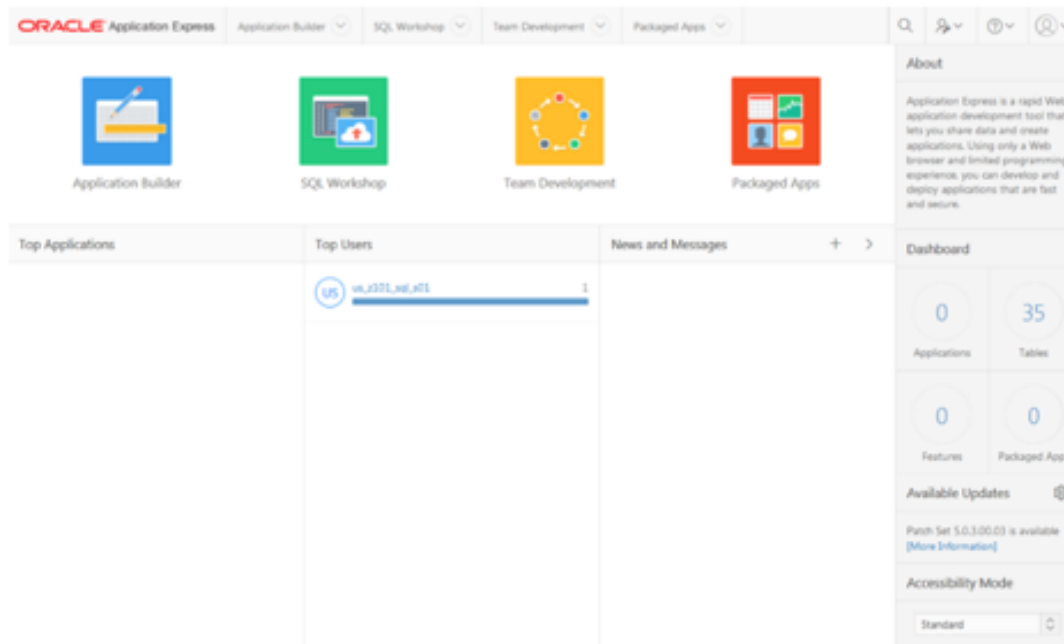 ORACLE Application Express Application Builder SQL Workshop Team Development Packaged Apps
Application Builder SQL Workshop Team Development Packaged Apps
About
Application Express is a rapid Web
application development tool that
lets you share data and create
applications. Using only a Web
browser and limited programming
experience, you can develop and
deploy applications that are fast
and secure.
Top Applications Top Users News and Messages + >
US us_z101_sql_s01 1
Dashboard
0 35
Applications Tables
0 0
Features Packaged App
Available Updates
Patch Set 5.0.3.00.03 is available
[More Information]
Accessibility Mode
Standard